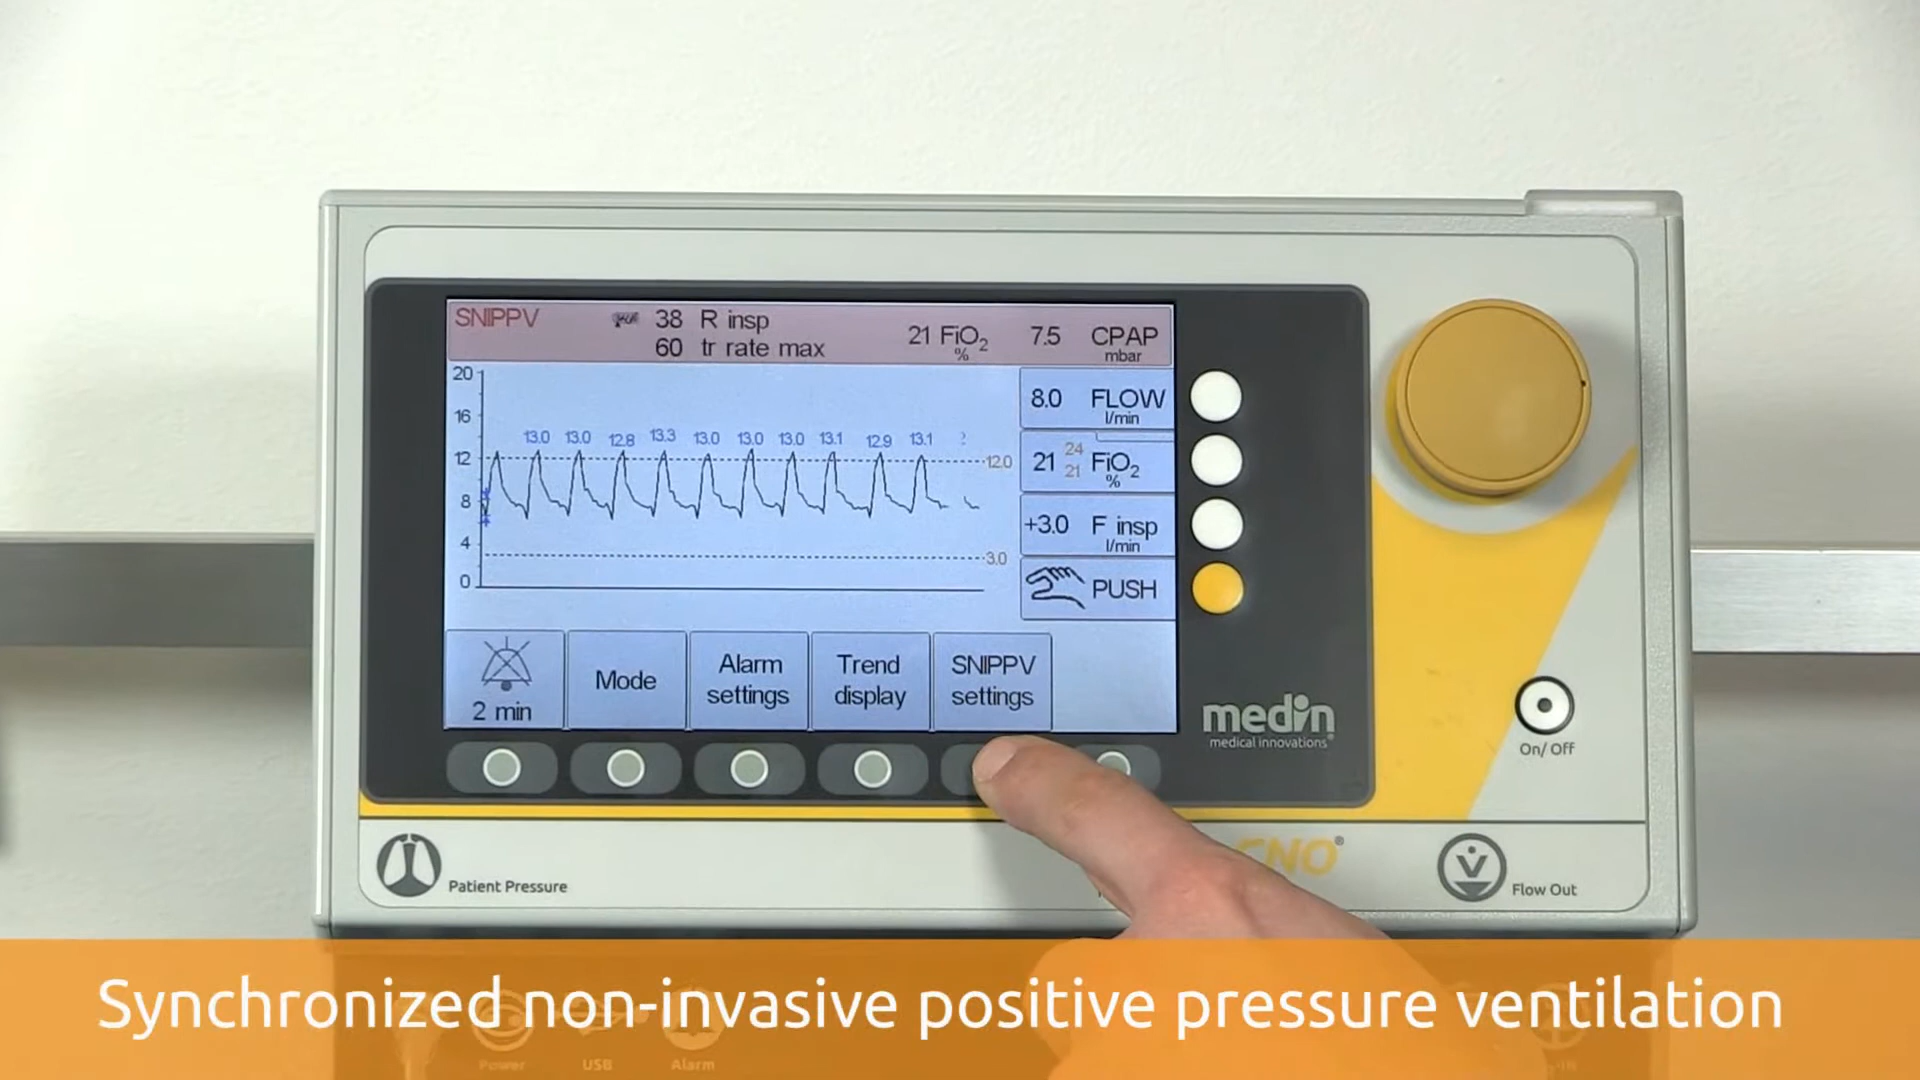 SNIPPV
38 R insp
60 tr rate max
21 FiO2 %
7.5 CPAP mbar
20
16
12
8
4
0
13.0 13.0 12.8 13.3 13.0 13.0 13.0 13.1 12.9 13.1 ?
12.0
3.0
8.0 FLOW
l/min
21 24 21 FiO2
%
+3.0 F insp
l/min
PUSH
2 min
Mode
Alarm
settings
Trend
display
SNIPPV
settings
medin
medical innovations®
On/ Off
Patient Pressure
CNO®
Flow Out
Synchronized non-invasive positive pressure ventilation
Power
USB
Alarm